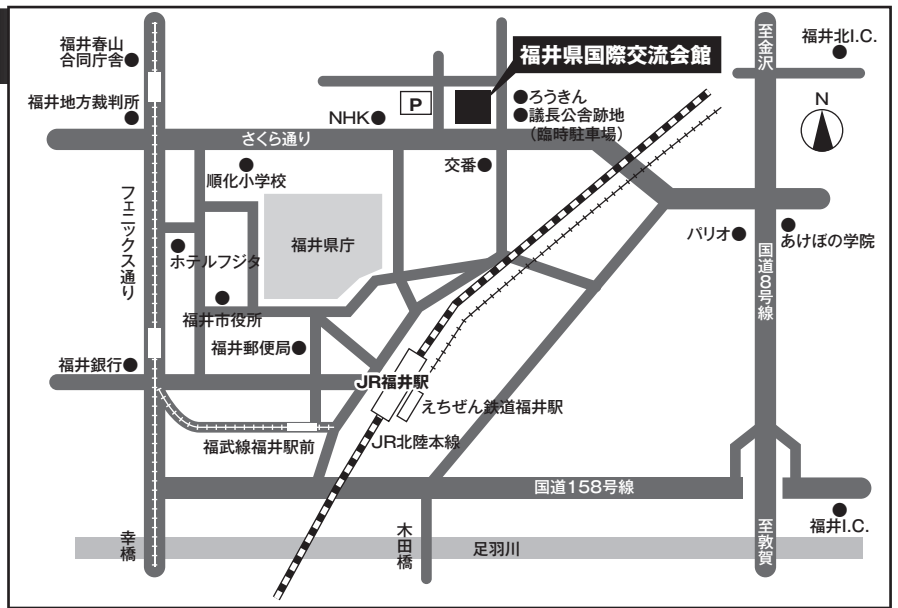 福井春山
合同庁舎
福井地方裁判所
NHK
P
福井県国際交流会館
ろうきん
議長公舎跡地
(臨時駐車場)
至金沢
福井北I.C.
N
さくら通り
順化小学校
交番
フェニックス通り
福井県庁
ホテルフジタ
パリオ
あけぼの学院
国道8号線
福井市役所
福井郵便局
福井銀行
JR福井駅
えちぜん鉄道福井駅
福武線福井駅前
JR北陸本線
国道158号線
幸橋
木田橋
足羽川
至敦賀
福井I.C.